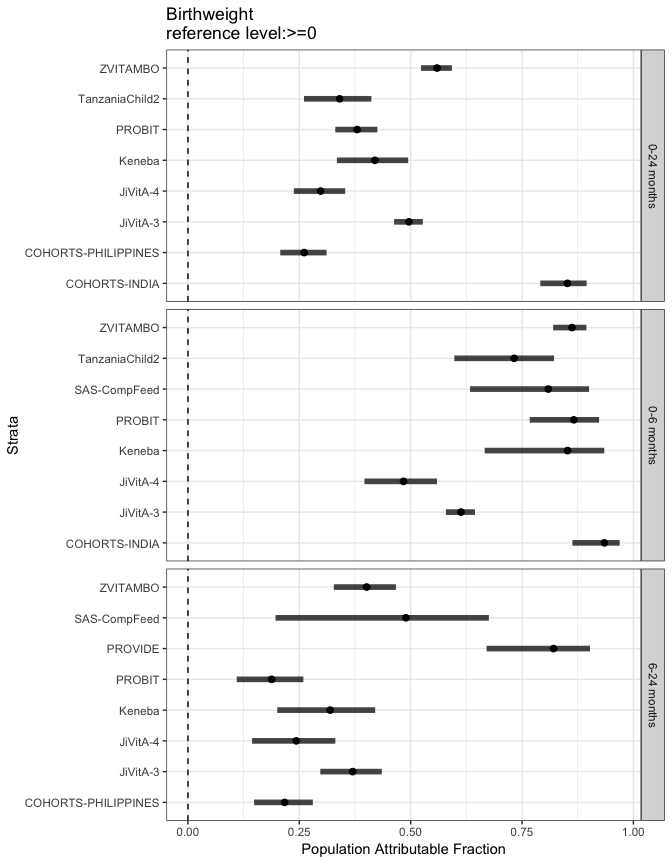 Birthweight
reference level:>=0
Strata
ZVITAMBO
TanzaniaChild2
PROBIT
Keneba
JiVitA-4
JiVitA-3
COHORTS-PHILIPPINES
COHORTS-INDIA
0-24 months
ZVITAMBO
TanzaniaChild2
SAS-CompFeed
PROBIT
Keneba
JiVitA-4
JiVitA-3
COHORTS-INDIA
0-6 months
ZVITAMBO
SAS-CompFeed
PROVIDE
PROBIT
Keneba
JiVitA-4
JiVitA-3
COHORTS-PHILIPPINES
6-24 months
0.00 0.25 0.50 0.75 1.00
Population Attributable Fraction